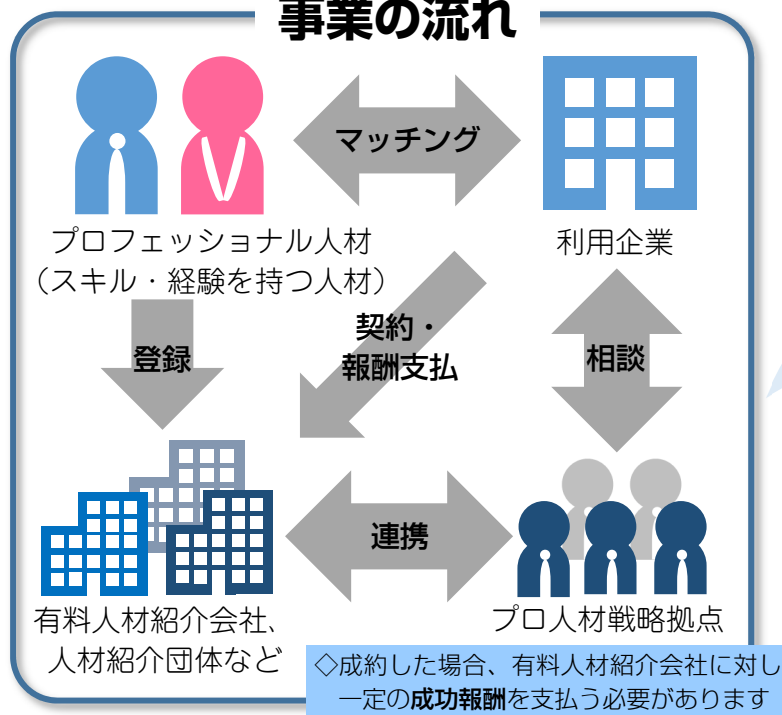 事業の流れ
マッチング
プロフェッショナル人材
(スキル・経験を持つ人材)
利用企業
登録
契約・
報酬支払
相談
連携
有料人材紹介会社、
人材紹介団体など
プロ人材戦略拠点
◇成約した場合、有料人材紹介会社に対し
一定の成功報酬を支払う必要があります